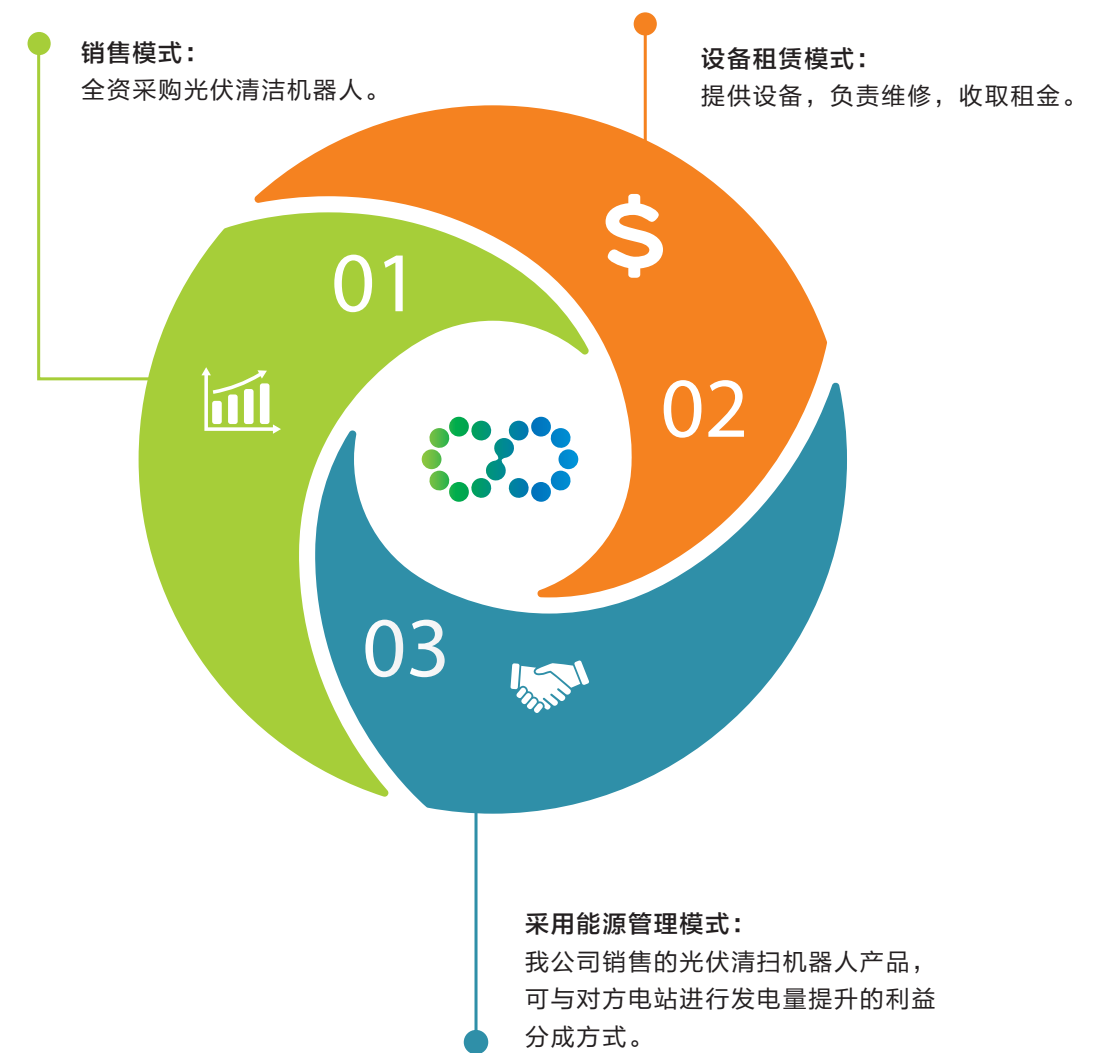 销售模式：
全资采购光伏清洁机器人。
设备租赁模式：
提供设备，负责维修，收取租金。
01
$
02
03
采用能源管理模式：
我公司销售的光伏清扫机器人产品，
可与对方电站进行发电量提升的利益
分成方式。